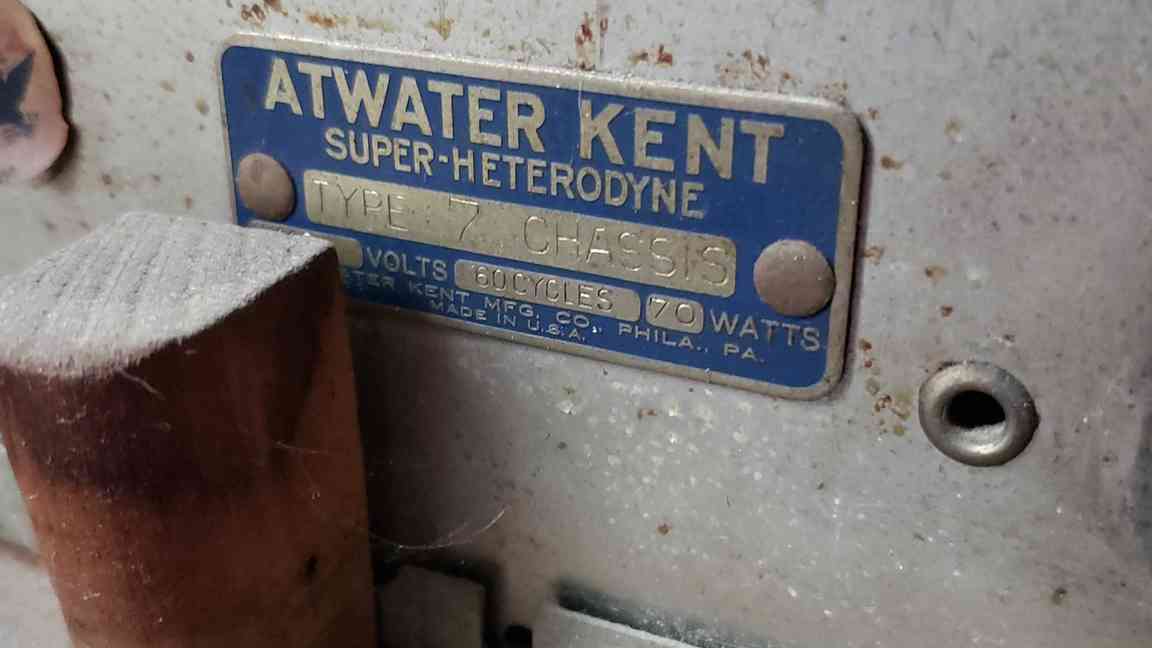 ATWATER KENT
SUPER-HETERODYNE
TYPE 7 CHASSIS
VOLTS 60 CYCLES 70 WATTS
TER KENT MFG. CO., PHILA., PA.
MADE IN U.S.A.